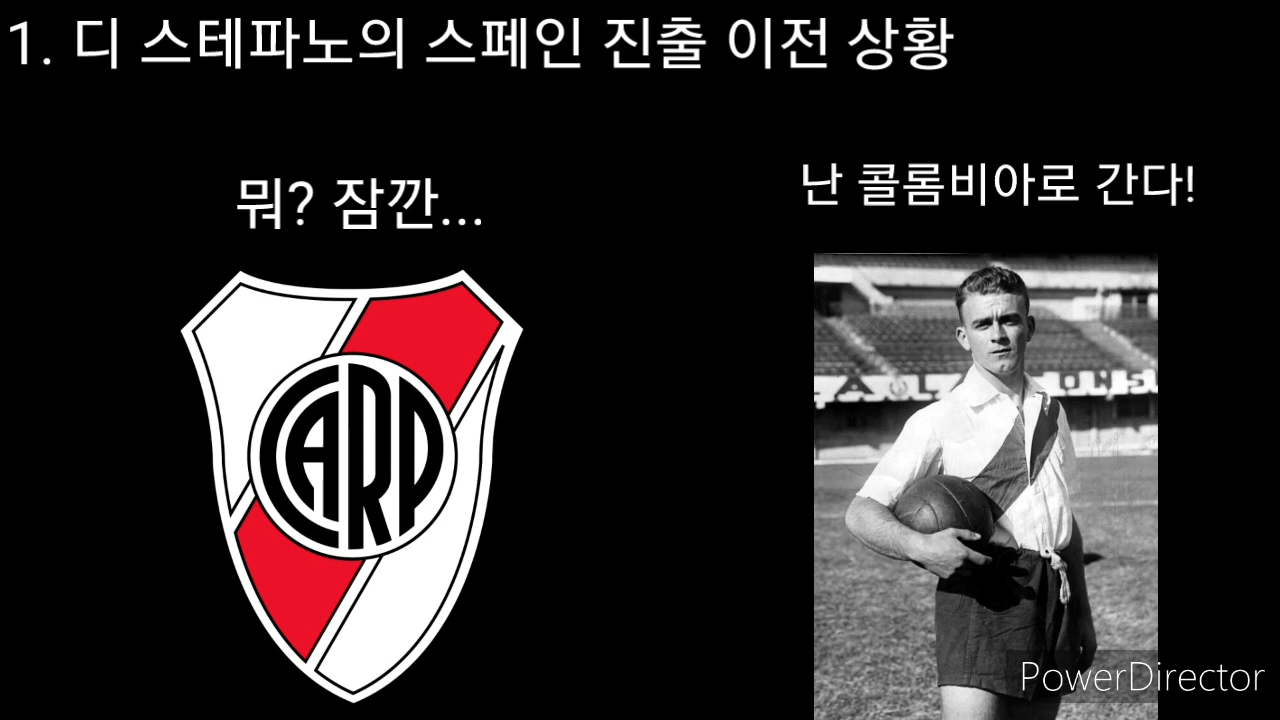 1. 디 스테파노의 스페인 진출 이전 상황
뭐? 잠깐...
난 콜롬비아로 간다!
CARP
PowerDirector